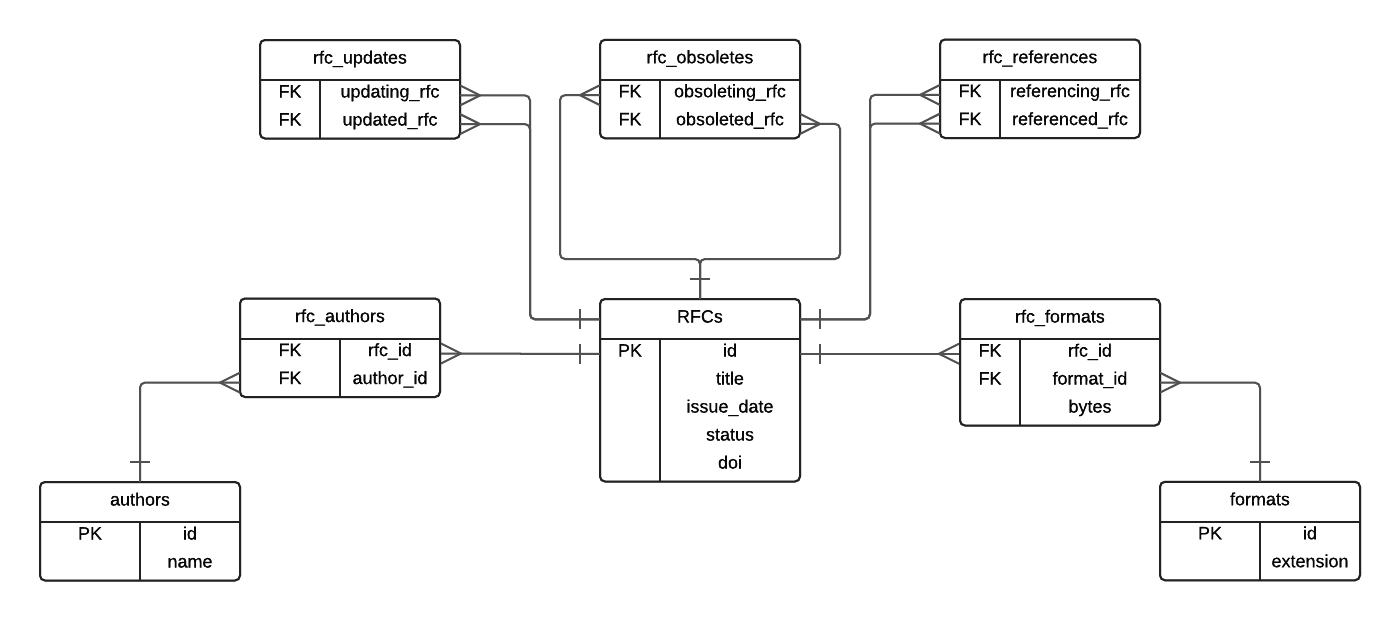 rfc_updates
FK updating_rfc
FK updated_rfc
rfc_obsoletes
FK obsoleting_rfc
FK obsoleted_rfc
rfc_references
FK referencing_rfc
FK referenced_rfc
rfc_authors
FK rfc_id
FK author_id
RFCs
PK id
title
issue_date
status
doi
rfc_formats
FK rfc_id
FK format_id
bytes
authors
PK id
name
formats
PK id
extension